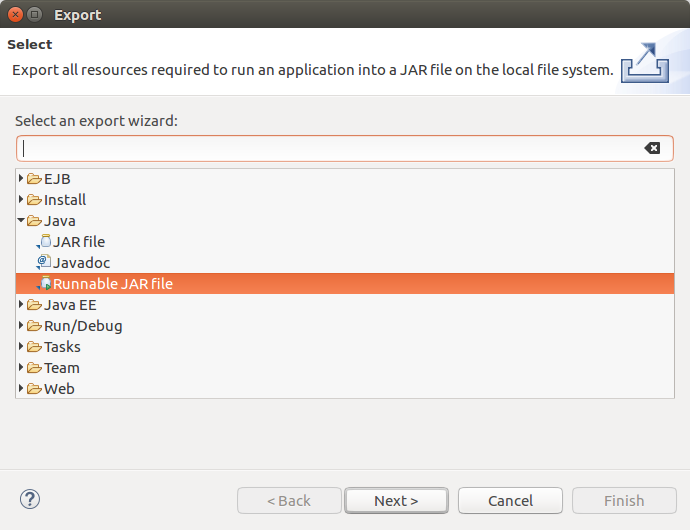 Export
Select
Export all resources required to run an application into a JAR file on the local file system.
Select an export wizard:
EJB
Install
Java
JAR file
Javadoc
Runnable JAR file
Java EE
Run/Debug
Tasks
Team
Web
< Back
Next >
Cancel
Finish